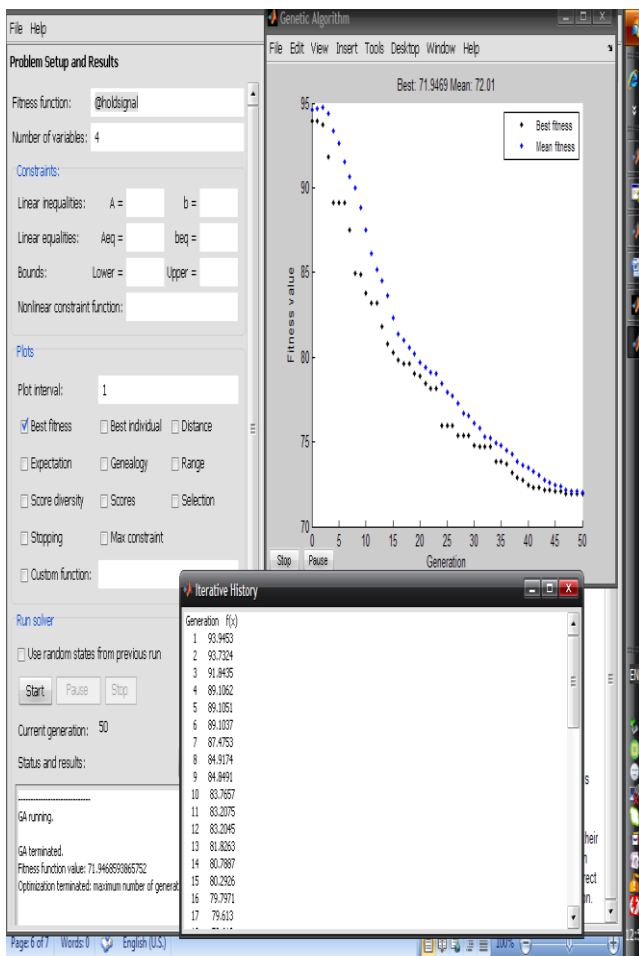 File Help
Problem Setup and Results
Fitness function: @holdsignal
Number of variables: 4
Constraints:
Linear inequalities: A = b =
Linear equalities: Aeq = beq =
Bounds: Lower = Upper =
Nonlinear constraint function:
Plots
Plot interval: 1
Best fitness Best individual Distance
Expectation Genealogy Range
Score diversity Scores Selection
Stopping Max constraint
Custom function:
Run solver
Use random states from previous run
Start Pause Stop
Current generation: 50
Status and results:
GA running.
GA terminated.
Fitness function value: 71.9468593865752
Optimization terminated: maximum number of generat
Genetic Algorithm
File Edit View Insert Tools Desktop Window Help
Best: 71.9469 Mean: 72.01
Best fitness
Mean fitness
95
90
85
80
75
70
Fitness value
0 5 10 15 20 25 30 35 40 45 50
Generation
Stop Pause
Iterative History
Generation f(x)
1 93.9453
2 93.7324
3 91.8435
4 89.1062
5 89.1051
6 89.1037
7 87.4753
8 84.9174
9 84.8491
10 83.7657
11 83.2075
12 83.2045
13 81.8263
14 80.7887
15 80.2926
16 79.7971
17 79.613
s
heir
n
rect
n.
EN
Page: 6 of 7 Words: 0 English (U.S.) 100%